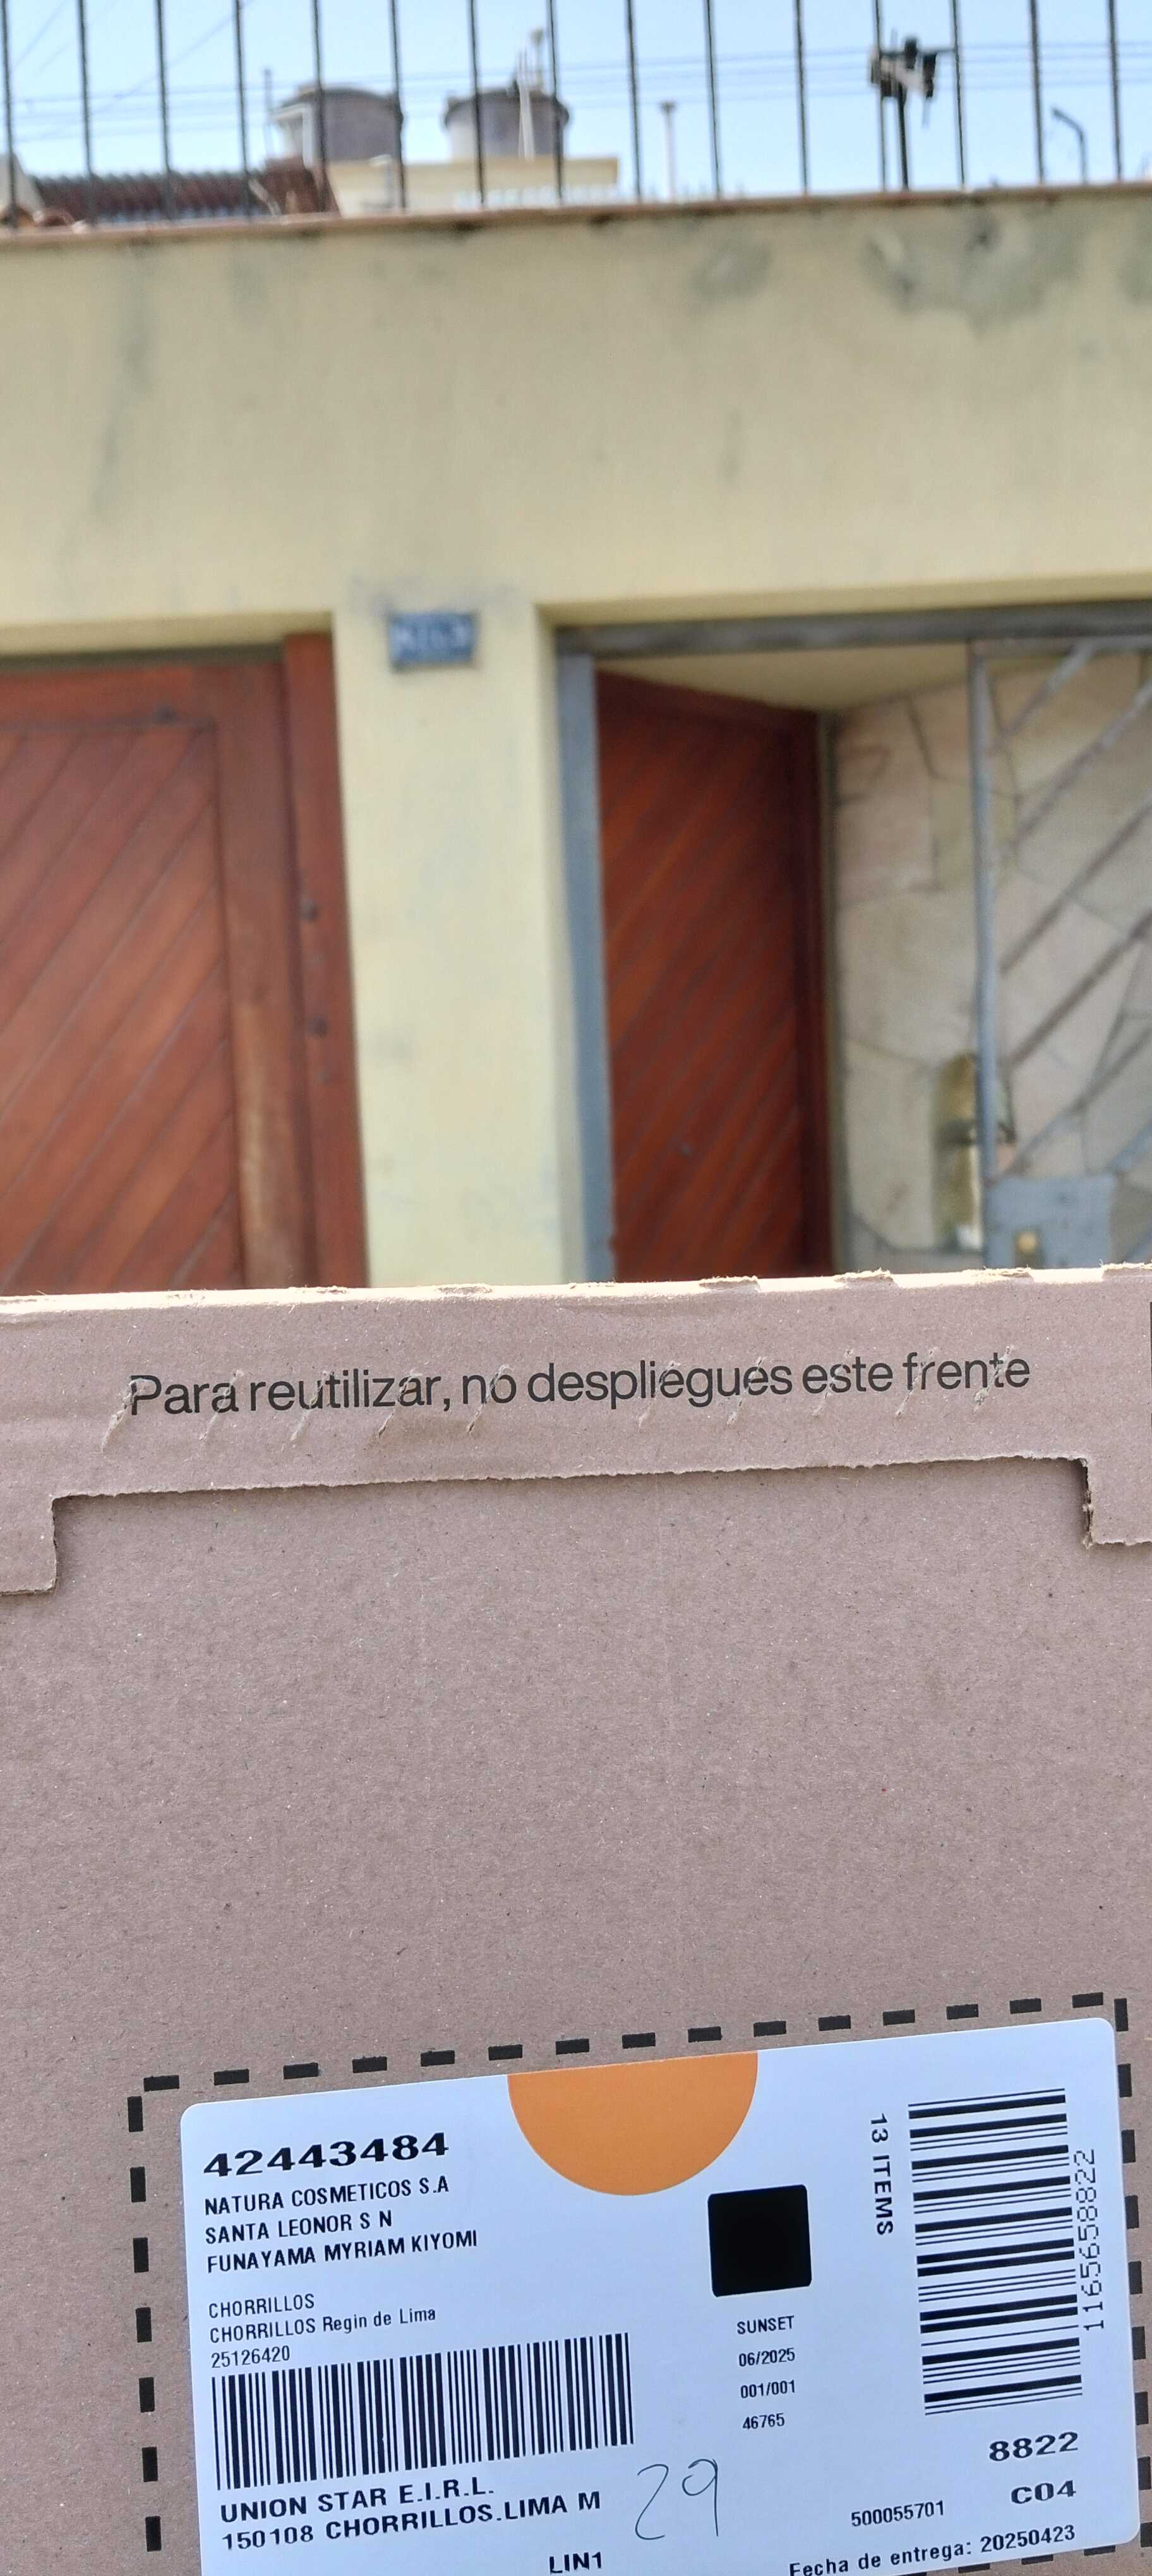 Para reutilizar, no despliegues este frente
42443484
NATURA COSMETICOS S.A
SANTA LEONOR S N
FUNAYAMA MYRIAM KIYOMI
CHORRILLOS
CHORRILLOS Regin de Lima
25126420
UNION STAR E.I.R.L.
150108 CHORRILLOS.LIMA M
LIN1
29
SUNSET
06/2025
001/001
46765
13 ITEMS
1165658822
8822
C04
500055701
Fecha de entrega: 20250423